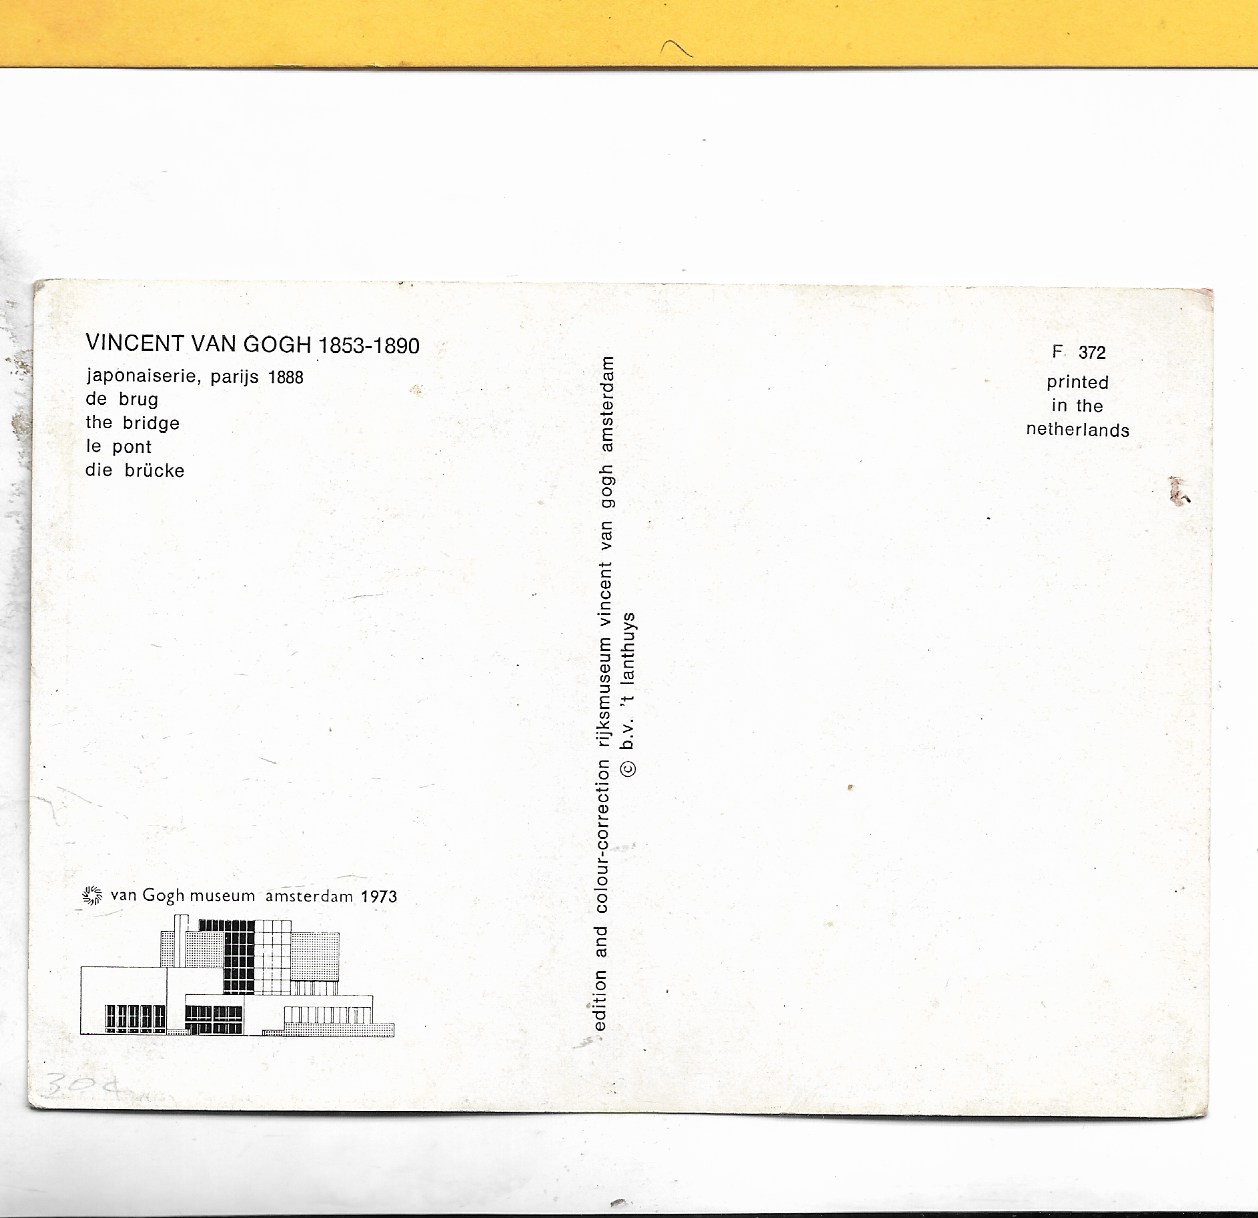 VINCENT VAN GOGH 1853-1890
japonaiserie, parijs 1888
de brug
the bridge
le pont
die brücke
F 372
printed
in the
netherlands
edition and colour-correction rijksmuseum vincent van gogh amsterdam
© b.v. 't lanthuys
van Gogh museum amsterdam 1973
30¢